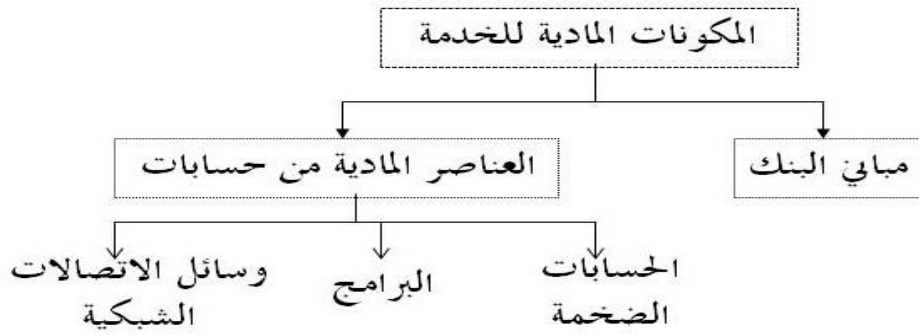 المكونات المادية للخدمة
مباني البنك
العناصر المادية من حسابات
الحسابات
الضخمة
البرامج
وسائل الاتصالات
الشبكية